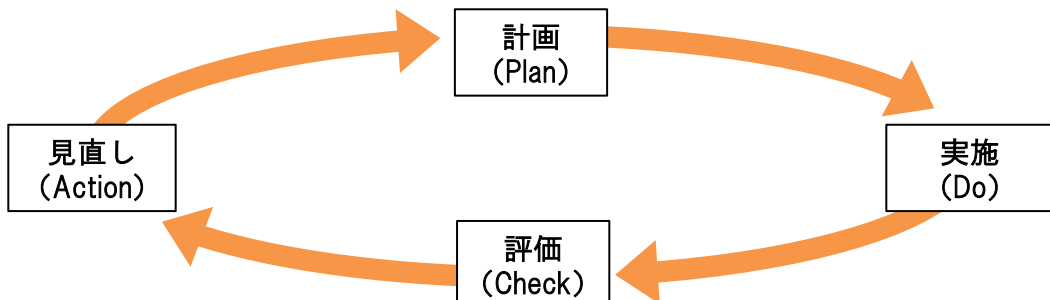 計画
(Plan)
実施
(Do)
評価
(Check)
見直し
(Action)